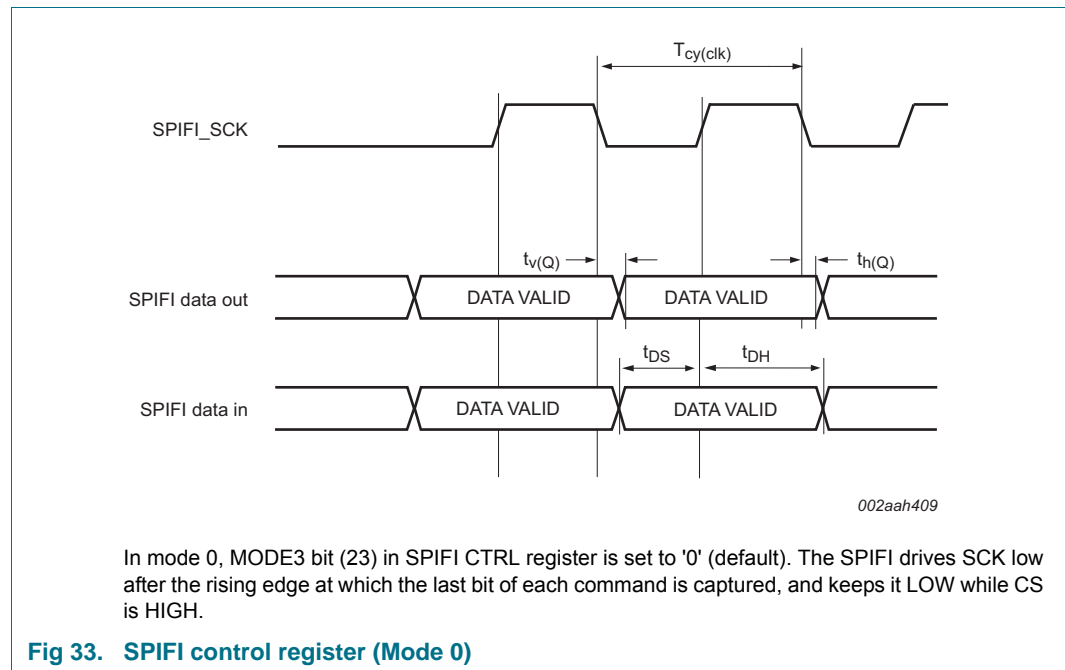 Tcy(clk)
SPIFI_SCK
tv(Q)
th(Q)
SPIFI data out
DATA VALID
DATA VALID
tDS
tDH
SPIFI data in
DATA VALID
DATA VALID
002aah409
In mode 0, MODE3 bit (23) in SPIFI CTRL register is set to '0' (default). The SPIFI drives SCK low
after the rising edge at which the last bit of each command is captured, and keeps it LOW while CS
is HIGH.
Fig 33. SPIFI control register (Mode 0)